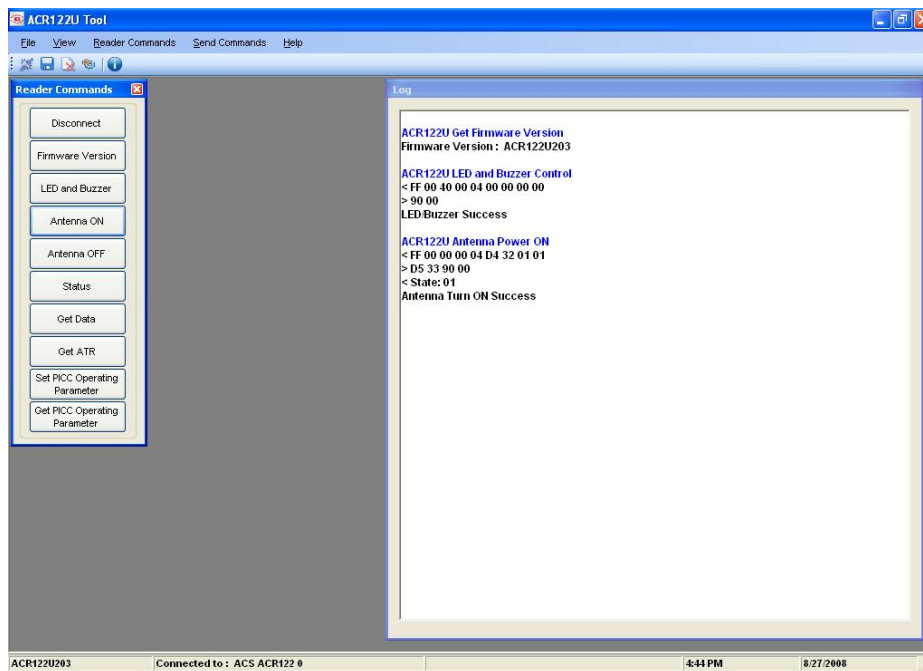 ACR122U Tool
File View Reader Commands Send Commands Help
Reader Commands
Disconnect
Firmware Version
LED and Buzzer
Antenna ON
Antenna OFF
Status
Get Data
Get ATR
Set PICC Operating
Parameter
Get PICC Operating
Parameter
Log
ACR122U Get Firmware Version
Firmware Version : ACR122U203
ACR122U LED and Buzzer Control
< FF 00 40 00 04 00 00 00 00
> 90 00
LED/Buzzer Success
ACR122U Antenna Power ON
< FF 00 00 00 04 D4 32 01 01
> D5 33 90 00
< State: 01
Antenna Turn ON Success
ACR122U203 Connected to : ACS ACR122 0 4:44 PM 8/27/2008